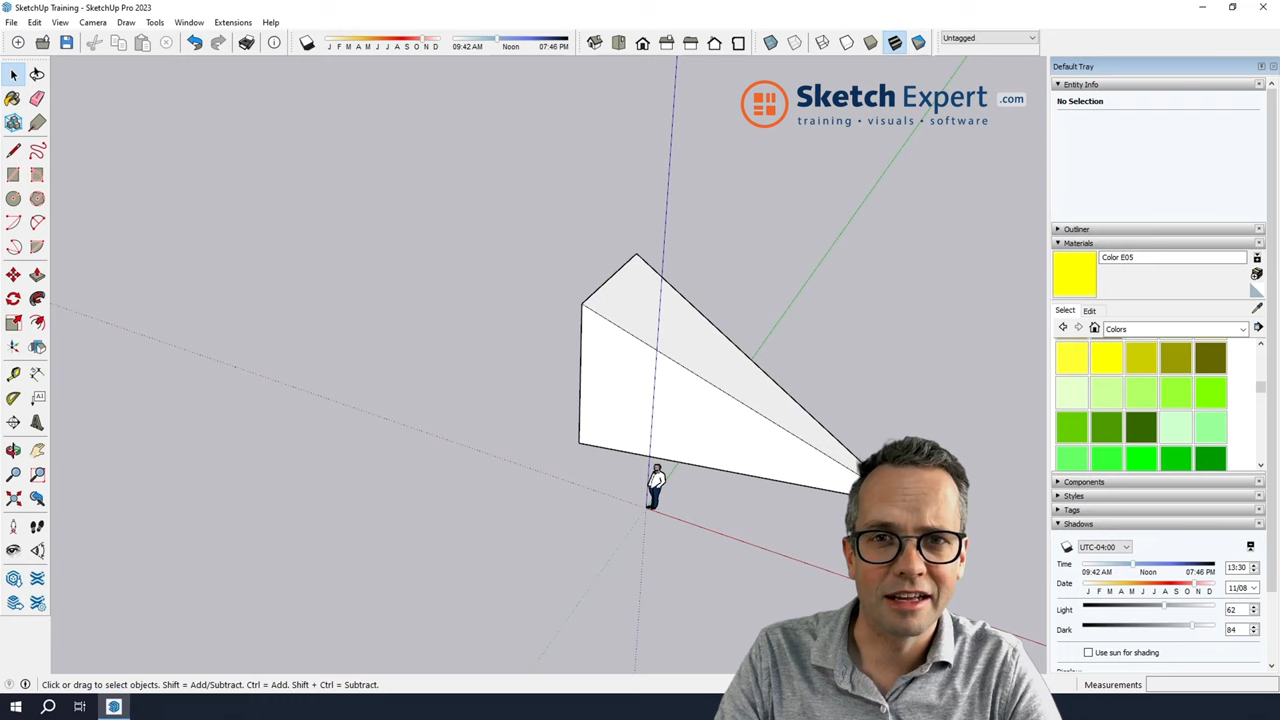 SketchUp Training - SketchUp Pro 2023
File Edit View Camera Draw Tools Window Extensions Help
J F M A M J J A S O N D
09:42 AM Noon 07:46 PM
Untagged
Sketch Expert .com
training • visuals • software
Default Tray
Entity Info
No Selection
Outliner
Materials
Color E05
Select Edit
Colors
Components
Styles
Tags
Shadows
UTC-04:00
Time
09:42 AM Noon 07:46 PM
13:30
Date
J F M A M J J A S O N D
11/08
Light 62
Dark 84
Use sun for shading
Click or drag to select objects. Shift = Add/Subtract. Ctrl = Add. Shift + Ctrl = Subtract.
Measurements